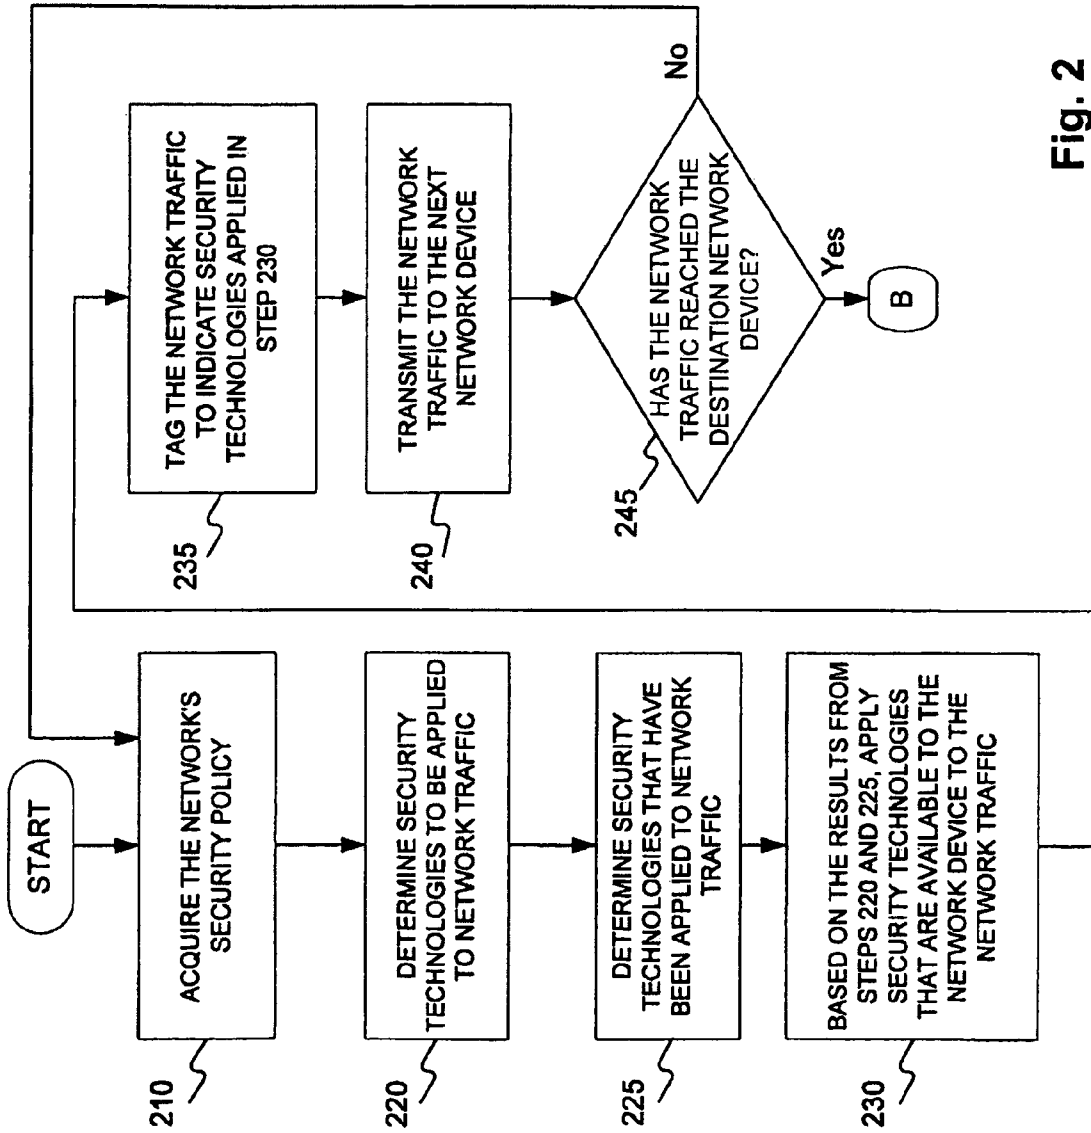 START
210
ACQUIRE THE NETWORK'S
SECURITY POLICY
220
DETERMINE SECURITY
TECHNOLOGIES TO BE APPLIED
TO NETWORK TRAFFIC
225
DETERMINE SECURITY
TECHNOLOGIES THAT HAVE
BEEN APPLIED TO NETWORK
TRAFFIC
230
BASED ON THE RESULTS FROM
STEPS 220 AND 225, APPLY
SECURITY TECHNOLOGIES
THAT ARE AVAILABLE TO THE
NETWORK DEVICE TO THE
NETWORK TRAFFIC
235
TAG THE NETWORK TRAFFIC
TO INDICATE SECURITY
TECHNOLOGIES APPLIED IN
STEP 230
240
TRANSMIT THE NETWORK
TRAFFIC TO THE NEXT
NETWORK DEVICE
245
HAS THE NETWORK
TRAFFIC REACHED THE
DESTINATION NETWORK
DEVICE?
No
Yes
B
Fig. 2